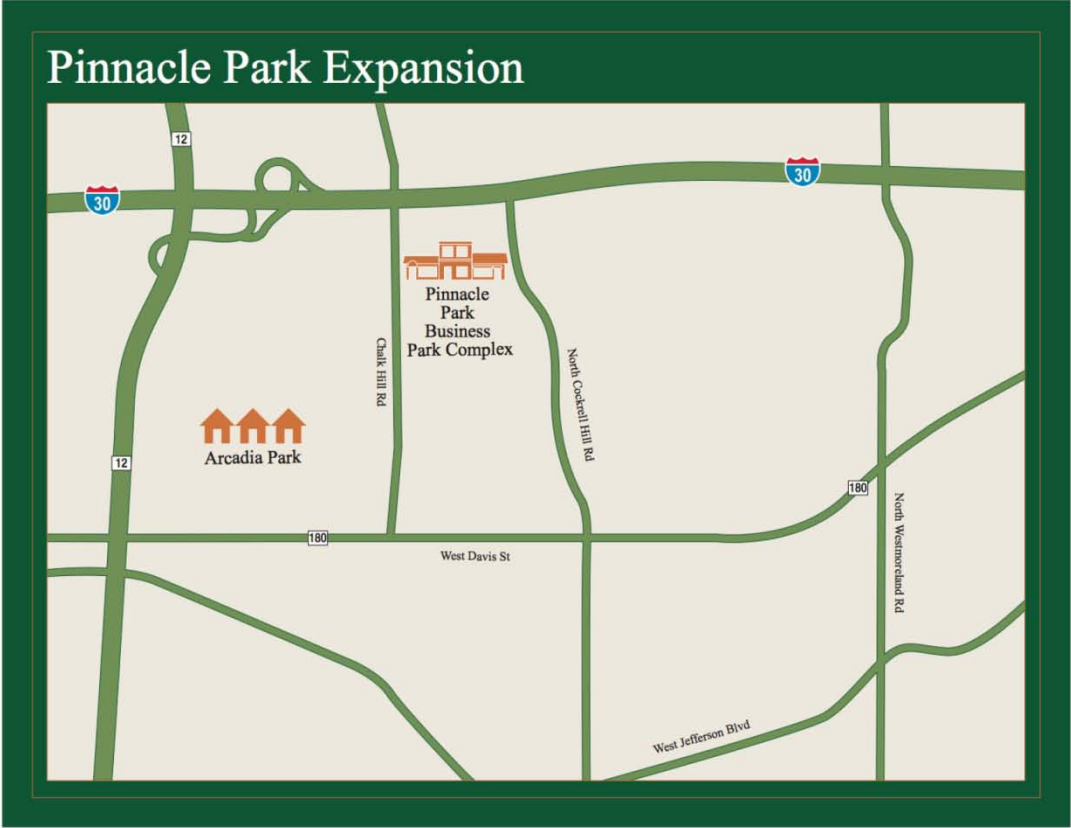 Pinnacle Park Expansion
12
30
30
Pinnacle
Park
Business
Park Complex
Chalk Hill Rd
North Cockrell Hill Rd
Arcadia Park
12
180
180
West Davis St
North Westmoreland Rd
West Jefferson Blvd